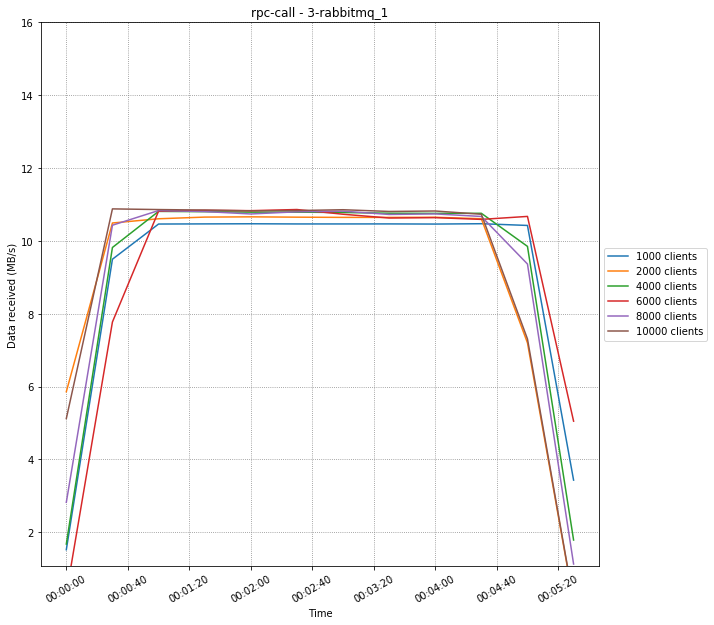 rpc-call - 3-rabbitmq_1
16
14
12
10
8
6
4
2
Data received (MB/s)
1000 clients
2000 clients
4000 clients
6000 clients
8000 clients
10000 clients
00:00:00
00:00:40
00:01:20
00:02:00
00:02:40
00:03:20
00:04:00
00:04:40
00:05:20
Time